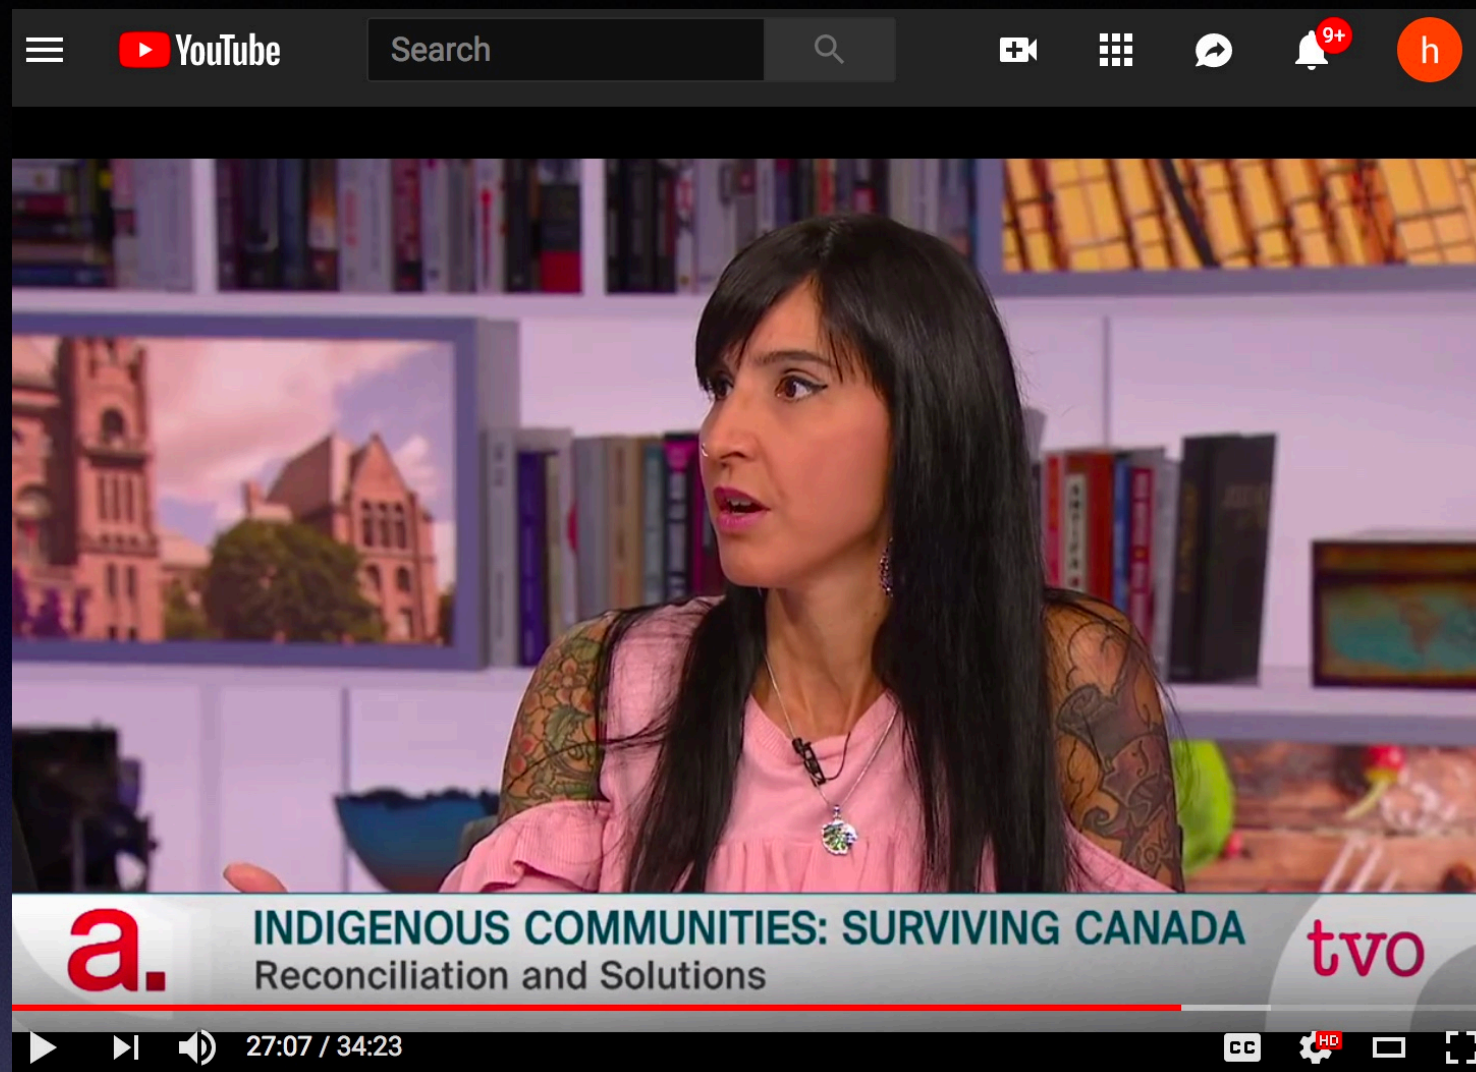 YouTube
Search
9+
h
a.
INDIGENOUS COMMUNITIES: SURVIVING CANADA
Reconciliation and Solutions
tvo
27:07 / 34:23
CC
HD